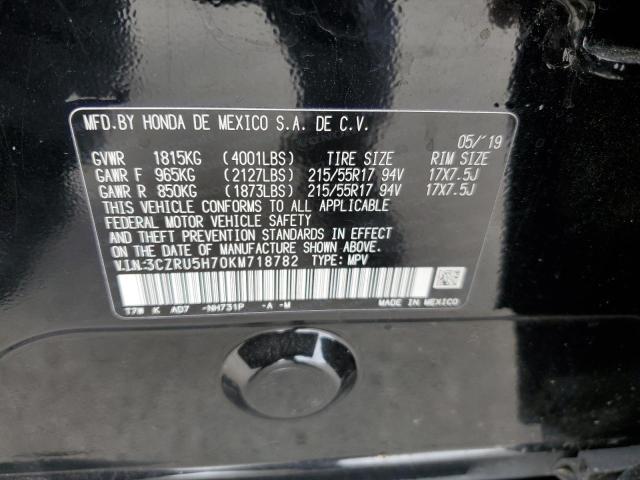 MFD.BY HONDA DE MEXICO S.A. DE C.V.
05/'19
GVWR 1815KG (4001LBS) TIRE SIZE RIM SIZE
GAWR F 965KG (2127LBS) 215/55R17 94V 17X7.5J
GAWR R 850KG (1873LBS) 215/55R17 94V 17X7.5J
THIS VEHICLE CONFORMS TO ALL APPLICABLE
FEDERAL MOTOR VEHICLE SAFETY
AND THEFT PREVENTION STANDARDS IN EFFECT
ON THE DATE OF MANUFACTURE SHOWN ABOVE.
V.I.N:3CZRU5H70KM718782 TYPE: MPV
MADE IN MEXICO
T7W K AD7 -NH731P -A -M